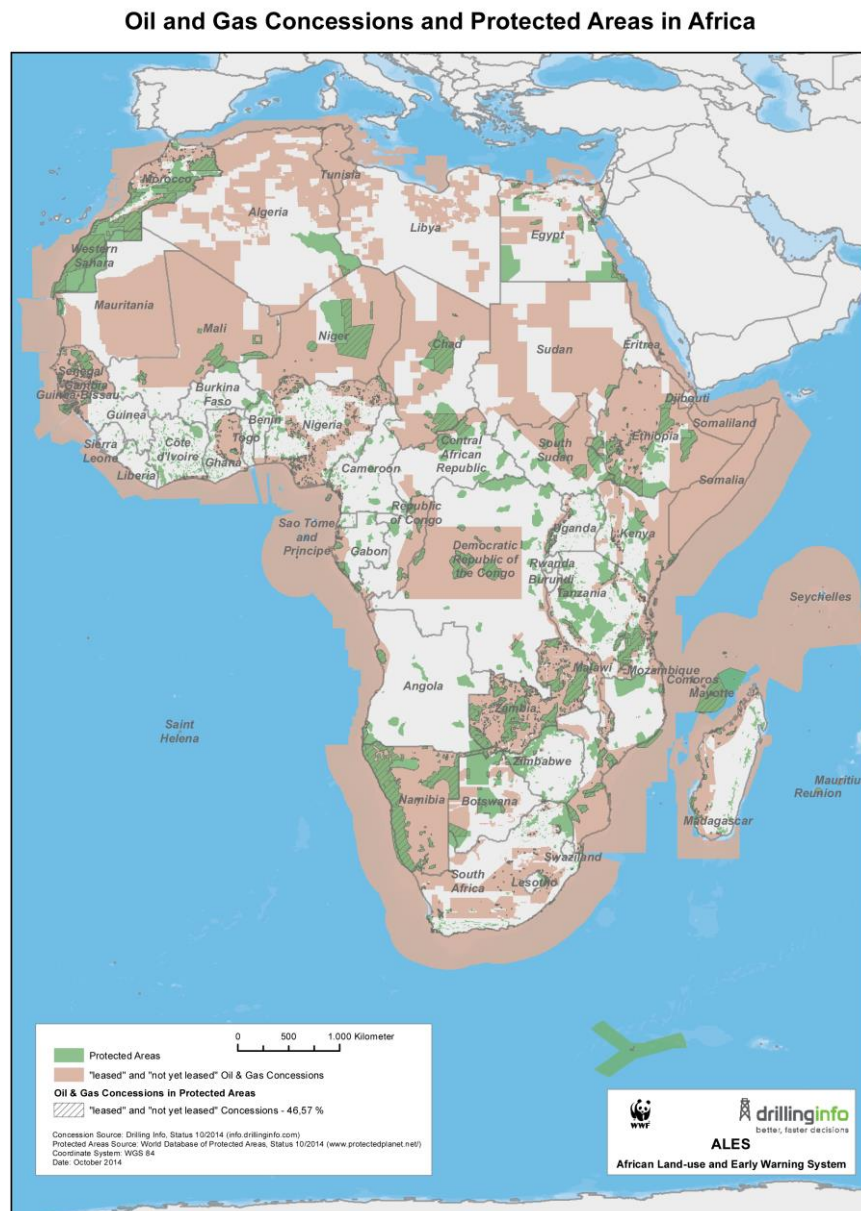 Oil and Gas Concessions and Protected Areas in Africa
Morocco
Tunisia
Algeria
Libya
Egypt
Western
Sahara
Mauritania
Mali
Niger
Chad
Sudan
Eritrea
Senegal
Gambia
Guinea-Bissau
Burkina
Faso
Djibouti
Guinea
Benin
Nigeria
Somaliland
Sierra
Leone
Côte
d'Ivoire
Togo
Ghana
Central
African
Republic
South
Sudan
Ethiopia
Liberia
Cameroon
Somalia
Republic
of Congo
Sao Tome
and
Principe
Uganda
Kenya
Gabon
Democratic
Republic of
the Congo
Rwanda
Burundi
Tanzania
Seychelles
Angola
Malawi
Mozambique
Comoros
Mayotte
Zambia
Saint
Helena
Zimbabwe
Namibia
Botswana
Mauritiu
Reunion
Madagascar
Swaziland
South
Africa
Lesotho
0 500 1.000 Kilometer
Protected Areas
"leased" and "not yet leased" Oil & Gas Concessions
Oil & Gas Concessions in Protected Areas
"leased" and "not yet leased" Concessions - 46,57 %
Concession Source: Drilling Info, Status 10/2014 (info.drillinginfo.com)
Protected Areas Source: World Database of Protected Areas, Status 10/2014 (www.protectedplanet.net/)
Coordinate System: WGS 84
Date: October 2014
WWF
drillinginfo
better, faster decisions
ALES
African Land-use and Early Warning System